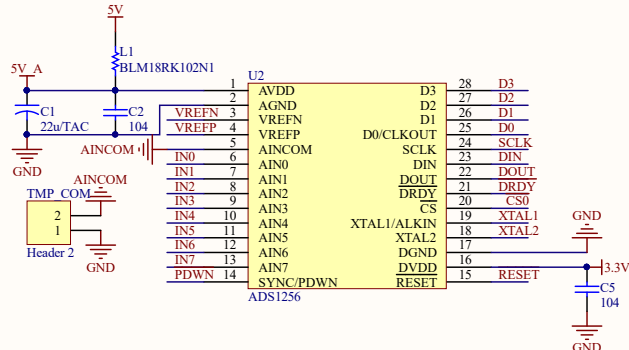 5V
L1
BLM18RK102N1
5V_A
C1
22u/TAC
C2
104
GND
U2
1 AVDD D3 28 D3
2 AGND D2 27 D2
VREFN 3 VREFN D1 26 D1
VREFP 4 VREFP D0/CLKOUT 25 D0
AINCOM 5 AINCOM SCLK 24 SCLK
IN0 6 AIN0 DIN 23 DIN
IN1 7 AIN1 DOUT 22 DOUT
IN2 8 AIN2 DRDY 21 DRDY
IN3 9 AIN3 CS 20 CS0
IN4 10 AIN4 XTAL1/ALKIN 19 XTAL1
IN5 11 AIN5 XTAL2 18 XTAL2
IN6 12 AIN6 DGND 17
IN7 13 AIN7 DVDD 16
PDWN 14 SYNC/PDWN RESET 15 RESET
ADS1256
TMP_COM
AINCOM
2
1
Header 2
GND
GND
3.3V
C5
104
GND